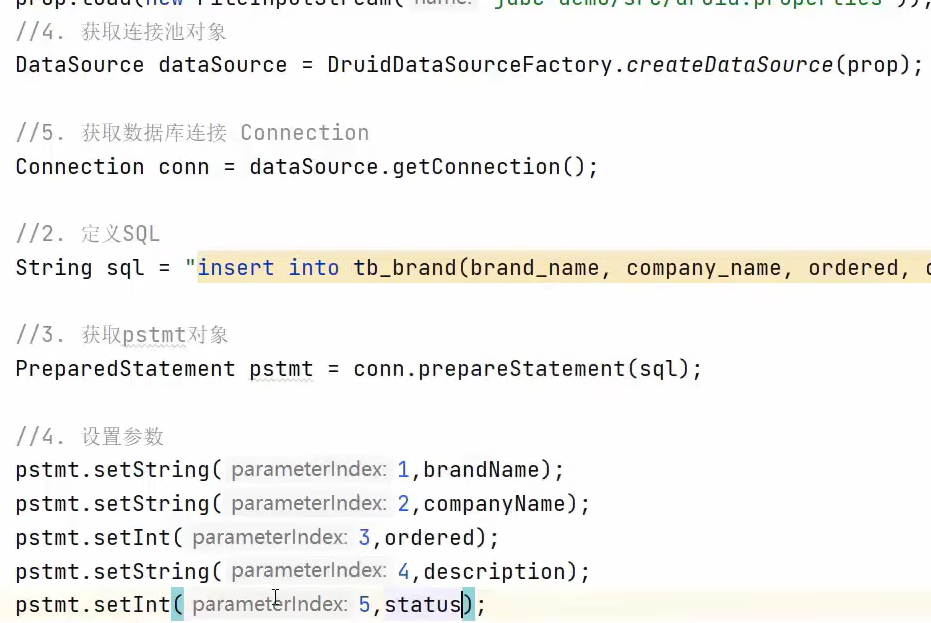 prop.load(new FileInputStream( name: "jdbc-demo/src/druid.properties"));
//4. 获取连接池对象
DataSource dataSource = DruidDataSourceFactory.createDataSource(prop);
//5. 获取数据库连接 Connection
Connection conn = dataSource.getConnection();
//2. 定义SQL
String sql = "insert into tb_brand(brand_name, company_name, ordered, d
//3. 获取pstmt对象
PreparedStatement pstmt = conn.prepareStatement(sql);
//4. 设置参数
pstmt.setString( parameterIndex: 1,brandName);
pstmt.setString( parameterIndex: 2,companyName);
pstmt.setInt( parameterIndex: 3,ordered);
pstmt.setString( parameterIndex: 4,description);
pstmt.setInt( parameterIndex: 5,status);